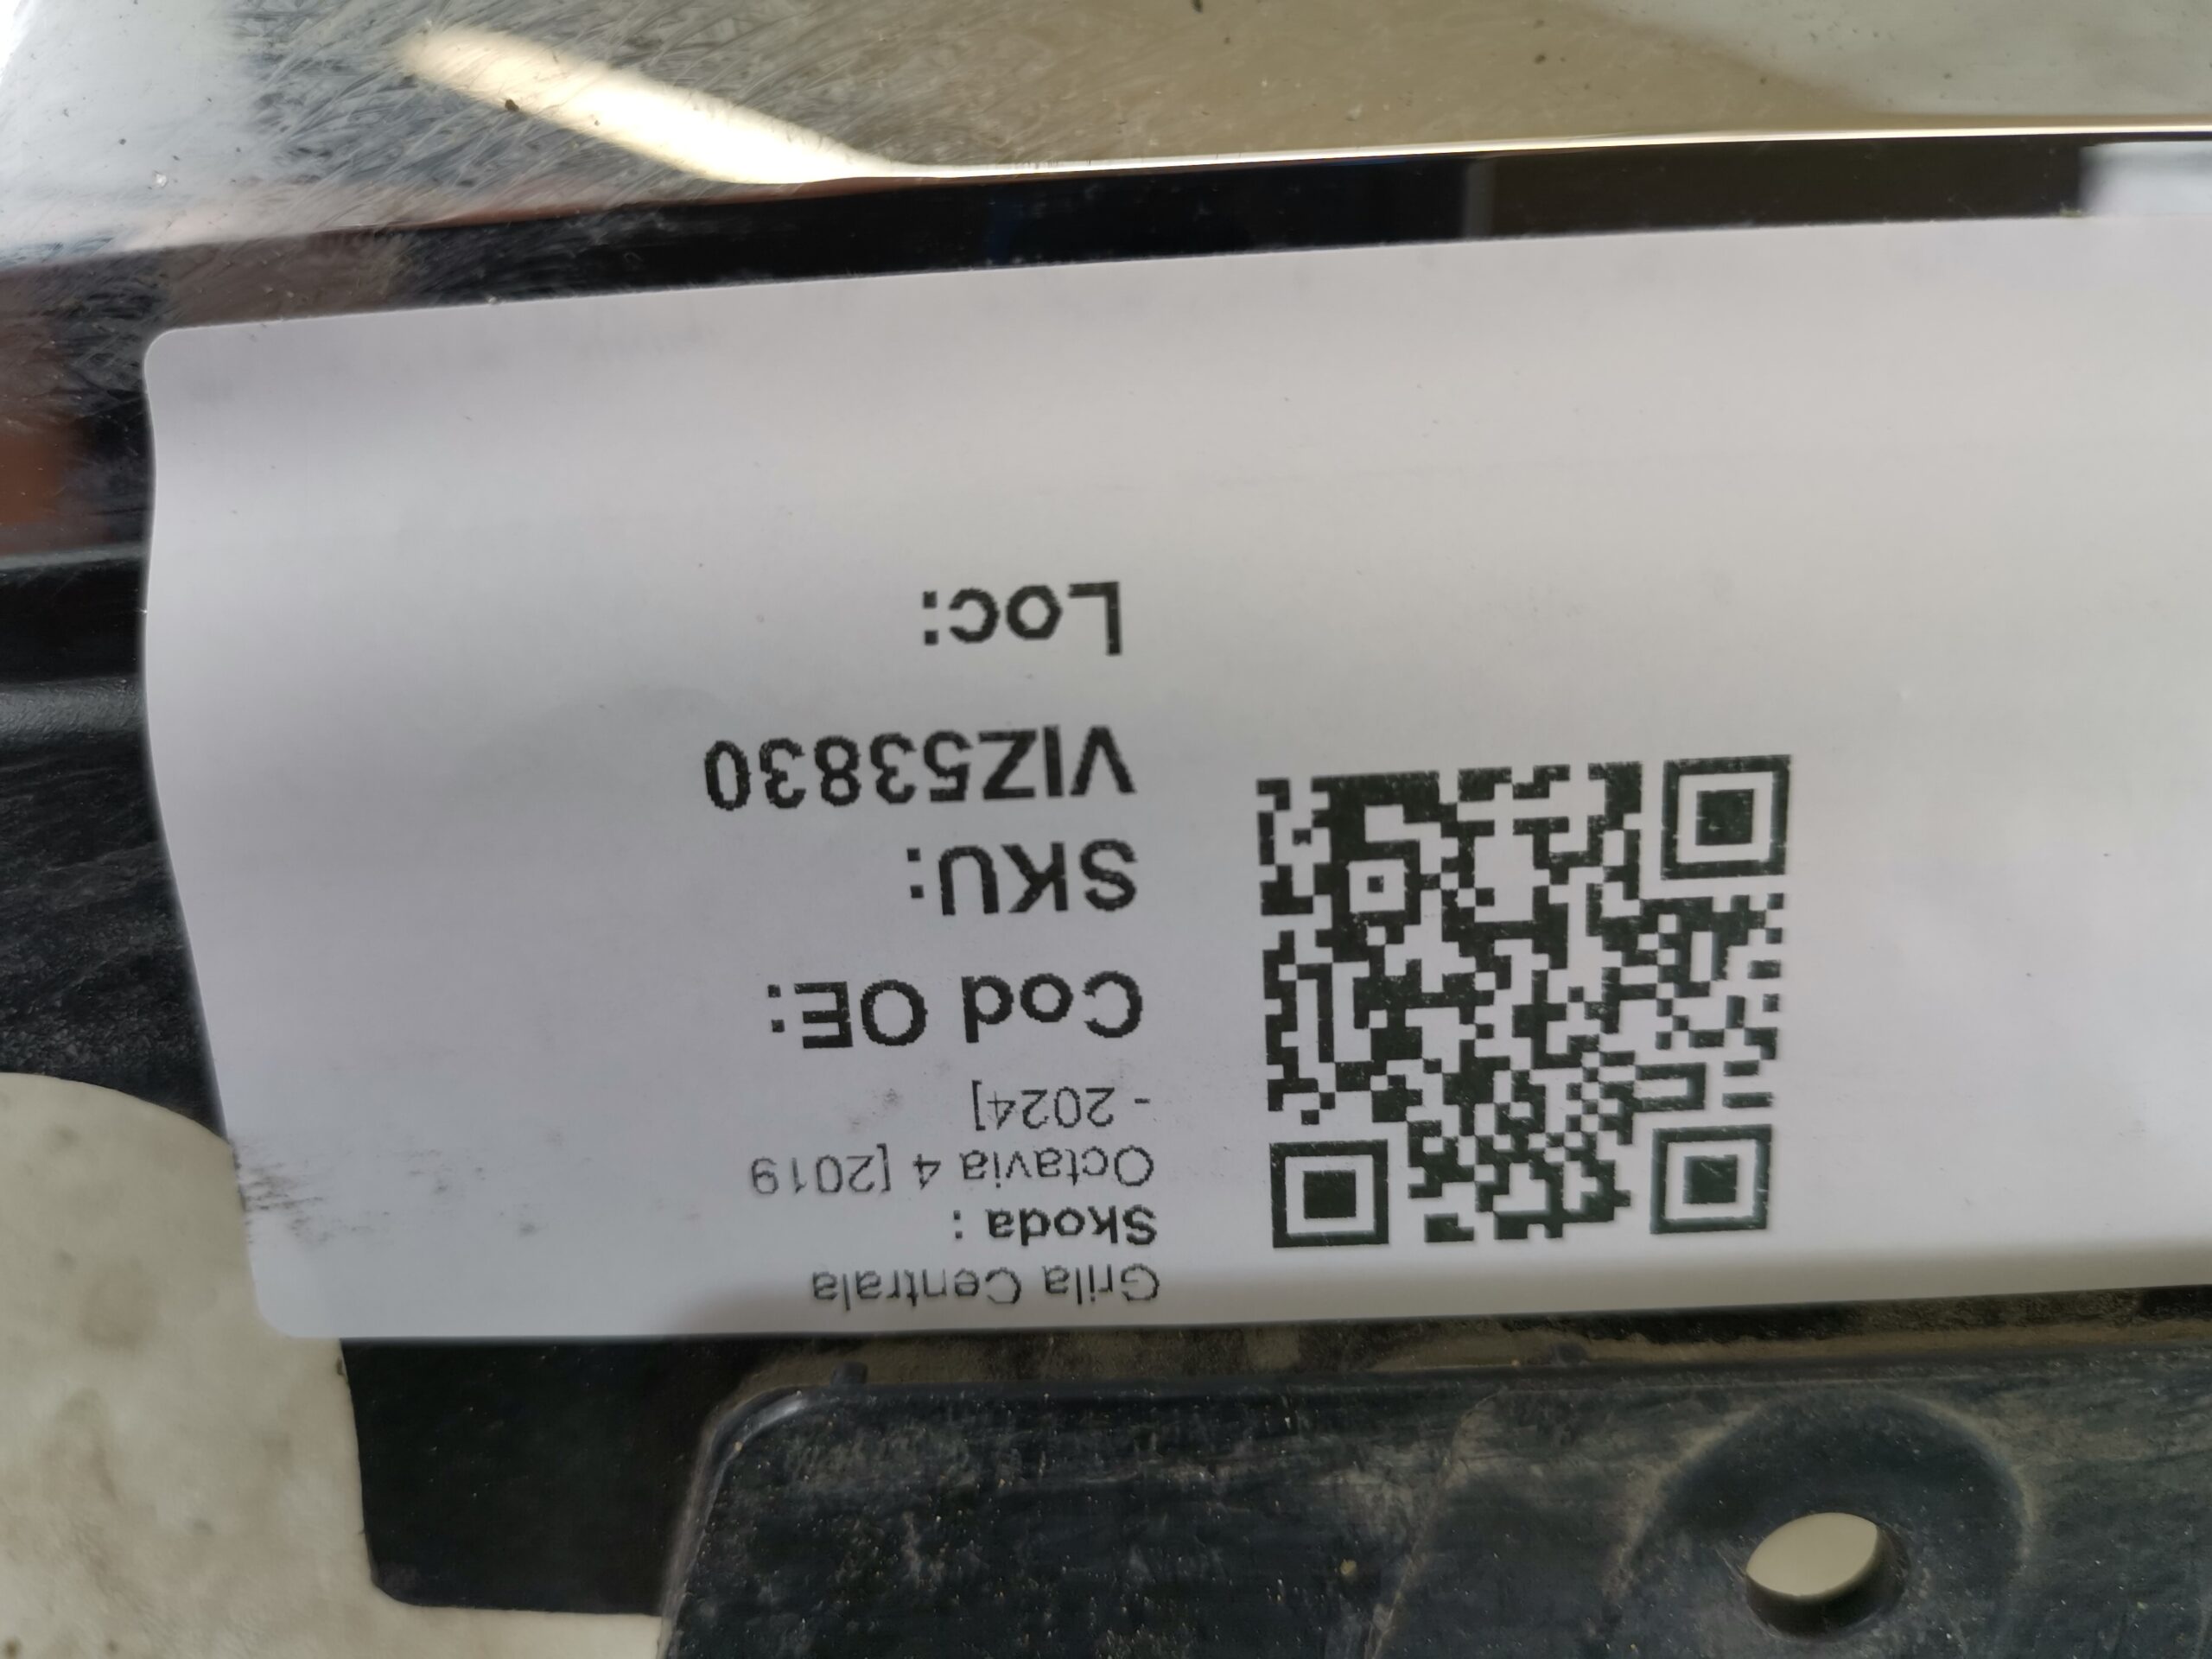 Grila Centrala
Skoda :
Octavia 4 [2019
- 2024]
Cod OE:
SKU:
VIZ53830
Loc: